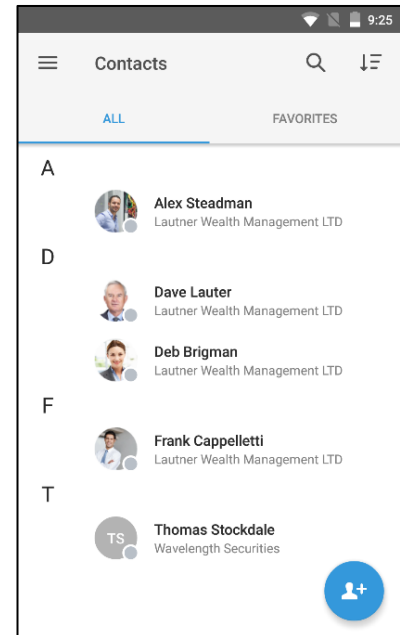 9:25
Contacts
ALL
FAVORITES
A
Alex Steadman
Lautner Wealth Management LTD
D
Dave Lauter
Lautner Wealth Management LTD
Deb Brigman
Lautner Wealth Management LTD
F
Frank Cappelletti
Lautner Wealth Management LTD
T
TS
Thomas Stockdale
Wavelength Securities